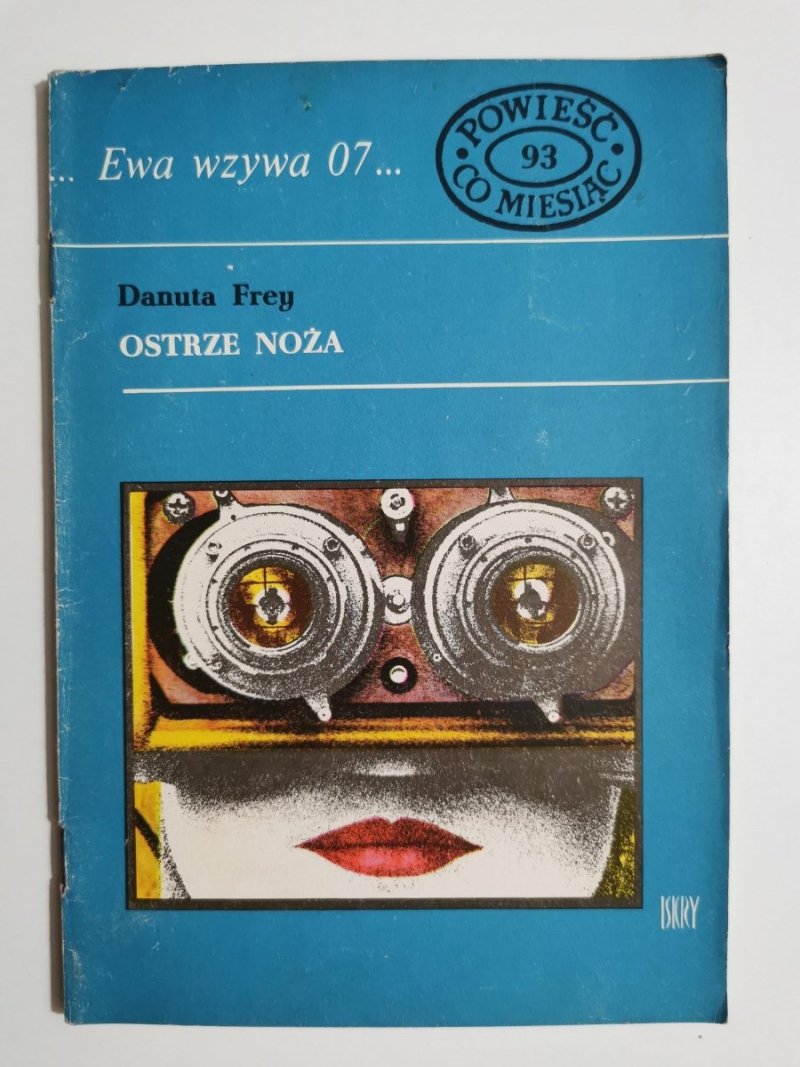 ... Ewa wzywa 07...
POWIEŚĆ
93
CO MIESIĄC
Danuta Frey
OSTRZE NOŻA
ISKRY